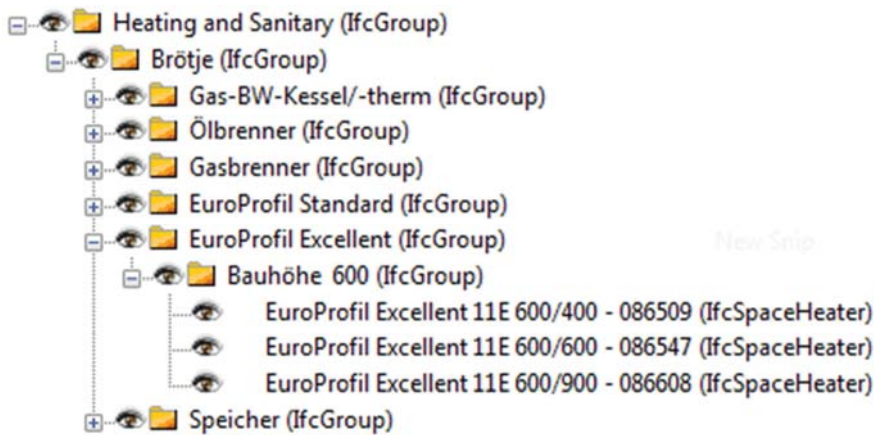 Heating and Sanitary (IfcGroup)
Brötje (IfcGroup)
Gas-BW-Kessel/-therm (IfcGroup)
Ölbrenner (IfcGroup)
Gasbrenner (IfcGroup)
EuroProfil Standard (IfcGroup)
EuroProfil Excellent (IfcGroup)
New Snip
Bauhöhe 600 (IfcGroup)
EuroProfil Excellent 11E 600/400 - 086509 (IfcSpaceHeater)
EuroProfil Excellent 11E 600/600 - 086547 (IfcSpaceHeater)
EuroProfil Excellent 11E 600/900 - 086608 (IfcSpaceHeater)
Speicher (IfcGroup)